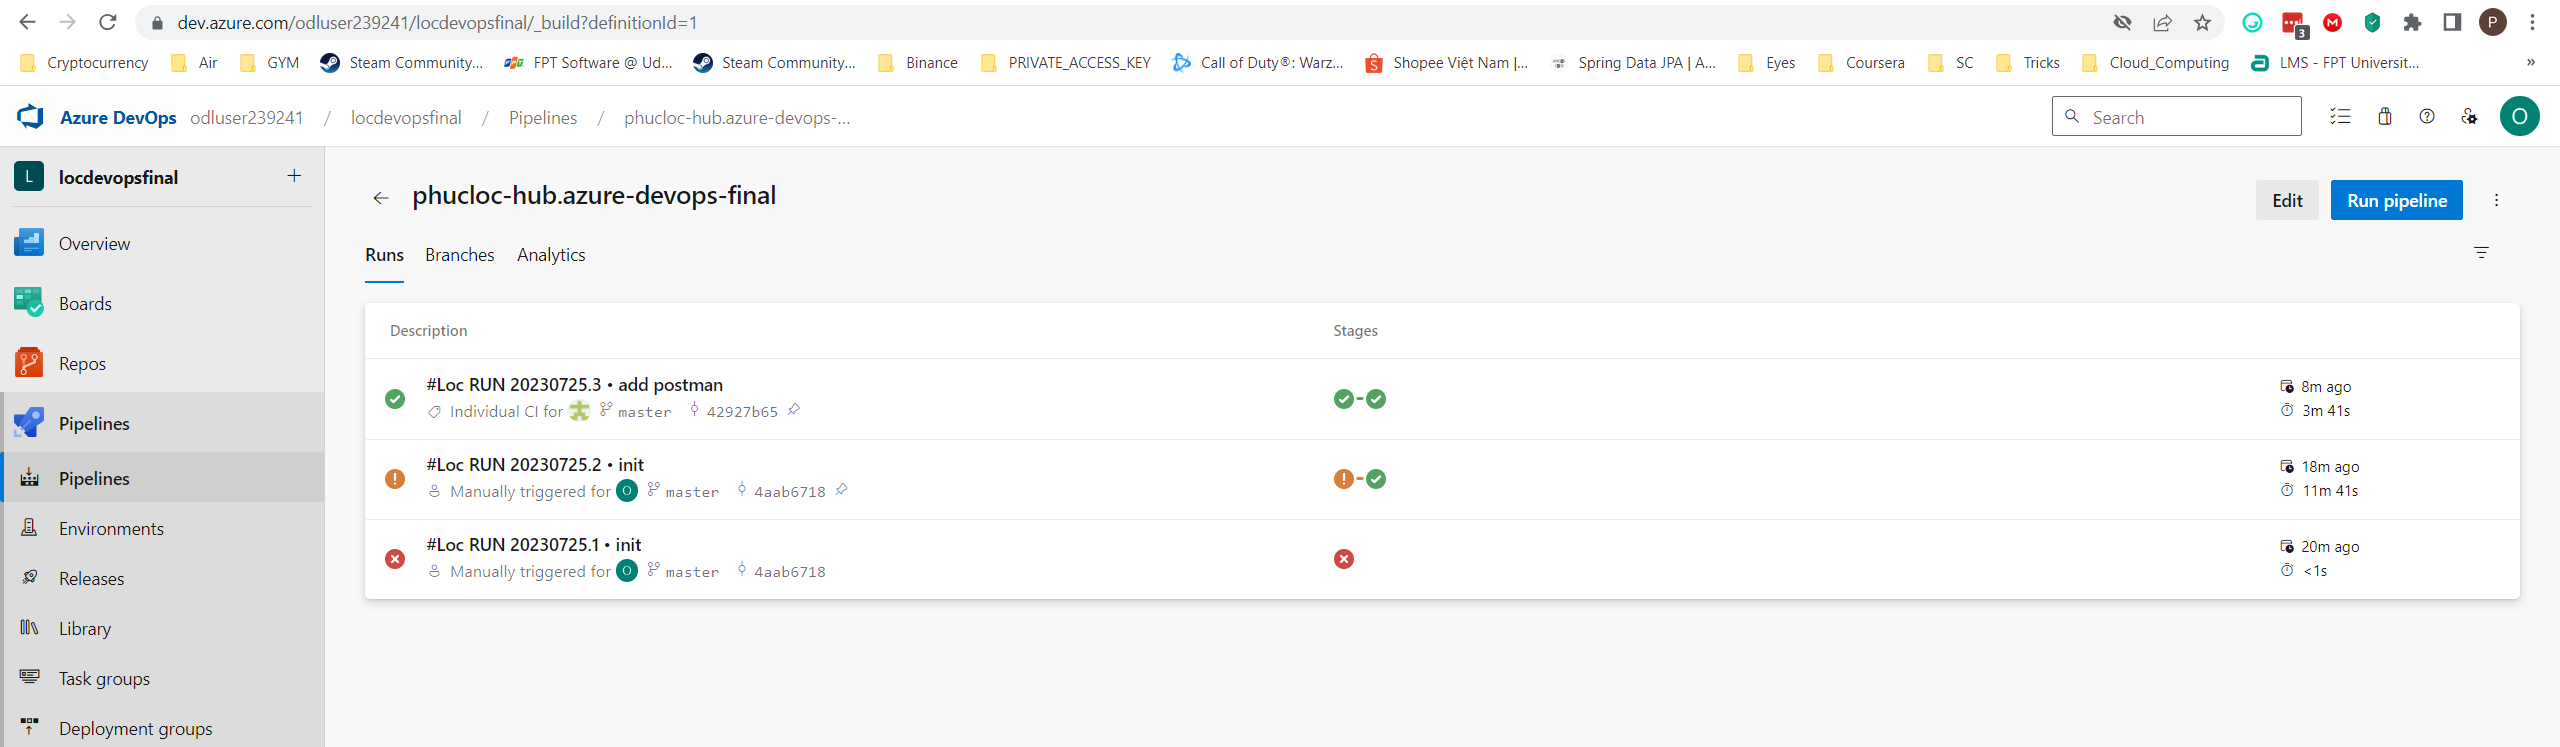 dev.azure.com/odluser239241/locdevopsfinal/_build?definitionId=1
3
P
Cryptocurrency Air GYM Steam Community... FPT Software @ Ud... Steam Community... Binance PRIVATE_ACCESS_KEY Call of Duty®: Warz... Shopee Việt Nam |... Spring Data JPA | A... Eyes Coursera SC Tricks Cloud_Computing LMS - FPT Universit... »
Azure DevOps odluser239241 / locdevopsfinal / Pipelines / phucloc-hub.azure-devops-...
Search
O
L locdevopsfinal +
Overview
Boards
Repos
Pipelines
Pipelines
Environments
Releases
Library
Task groups
Deployment groups
phucloc-hub.azure-devops-final
Edit Run pipeline
Runs Branches Analytics
Description Stages
#Loc RUN 20230725.3 • add postman
Individual CI for master 42927b65
8m ago
3m 41s
#Loc RUN 20230725.2 • init
Manually triggered for O master 4aab6718
18m ago
11m 41s
#Loc RUN 20230725.1 • init
Manually triggered for O master 4aab6718
20m ago
<1s